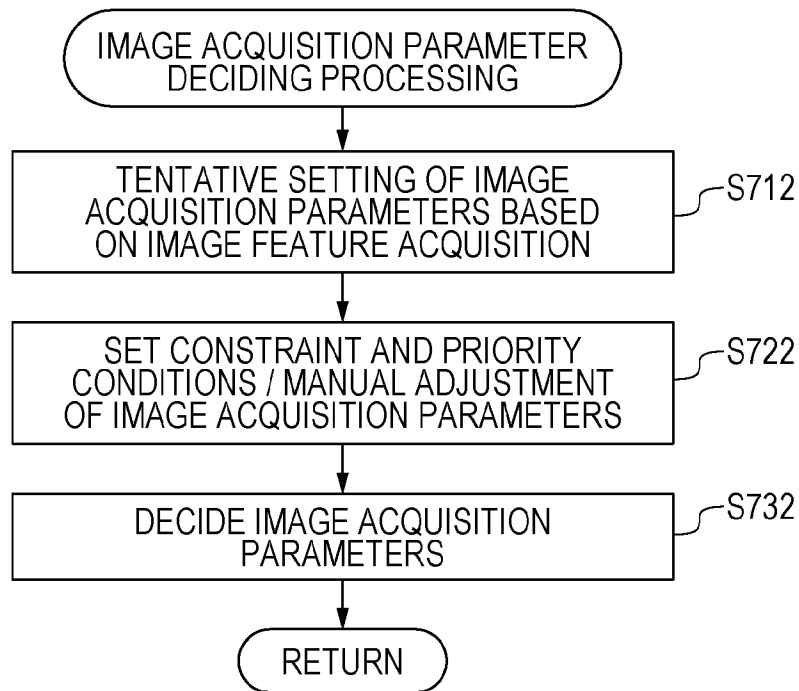 IMAGE ACQUISITION PARAMETER
DECIDING PROCESSING
TENTATIVE SETTING OF IMAGE
ACQUISITION PARAMETERS BASED
ON IMAGE FEATURE ACQUISITION
S712
SET CONSTRAINT AND PRIORITY
CONDITIONS / MANUAL ADJUSTMENT
OF IMAGE ACQUISITION PARAMETERS
S722
DECIDE IMAGE ACQUISITION
PARAMETERS
S732
RETURN